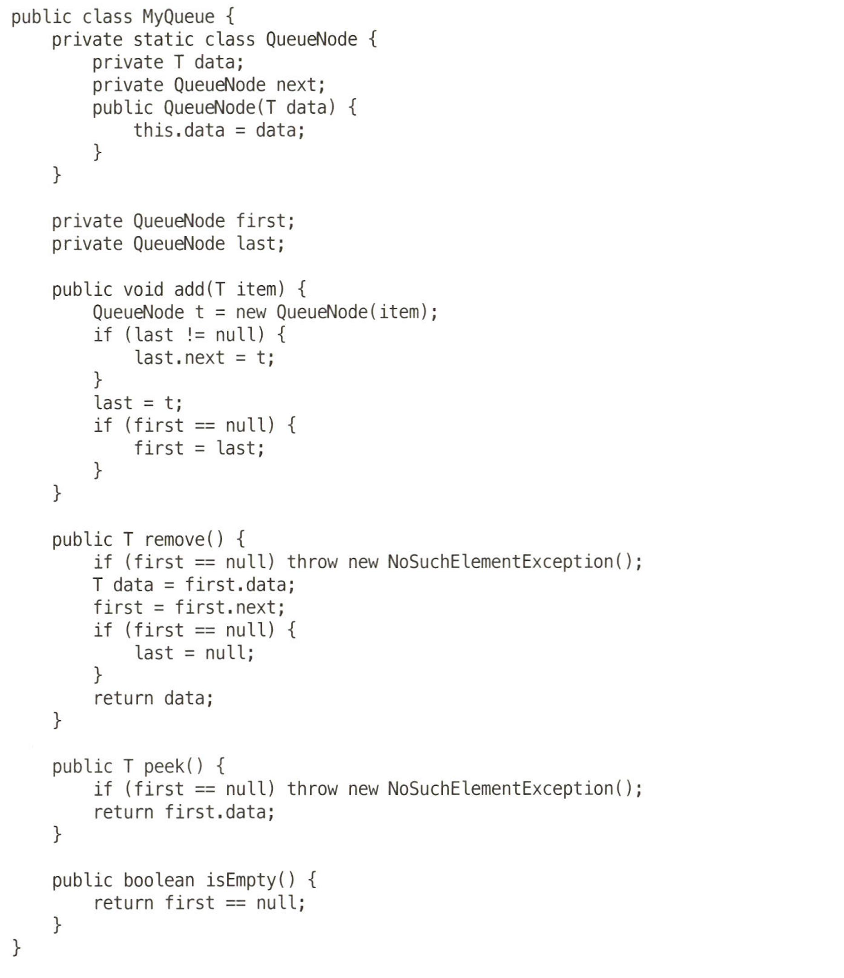 public class MyQueue {
    private static class QueueNode {
        private T data;
        private QueueNode next;
        public QueueNode(T data) {
            this.data = data;
        }
    }

    private QueueNode first;
    private QueueNode last;

    public void add(T item) {
        QueueNode t = new QueueNode(item);
        if (last != null) {
            last.next = t;
        }
        last = t;
        if (first == null) {
            first = last;
        }
    }

    public T remove() {
        if (first == null) throw new NoSuchElementException();
        T data = first.data;
        first = first.next;
        if (first == null) {
            last = null;
        }
        return data;
    }

    public T peek() {
        if (first == null) throw new NoSuchElementException();
        return first.data;
    }

    public boolean isEmpty() {
        return first == null;
    }
}